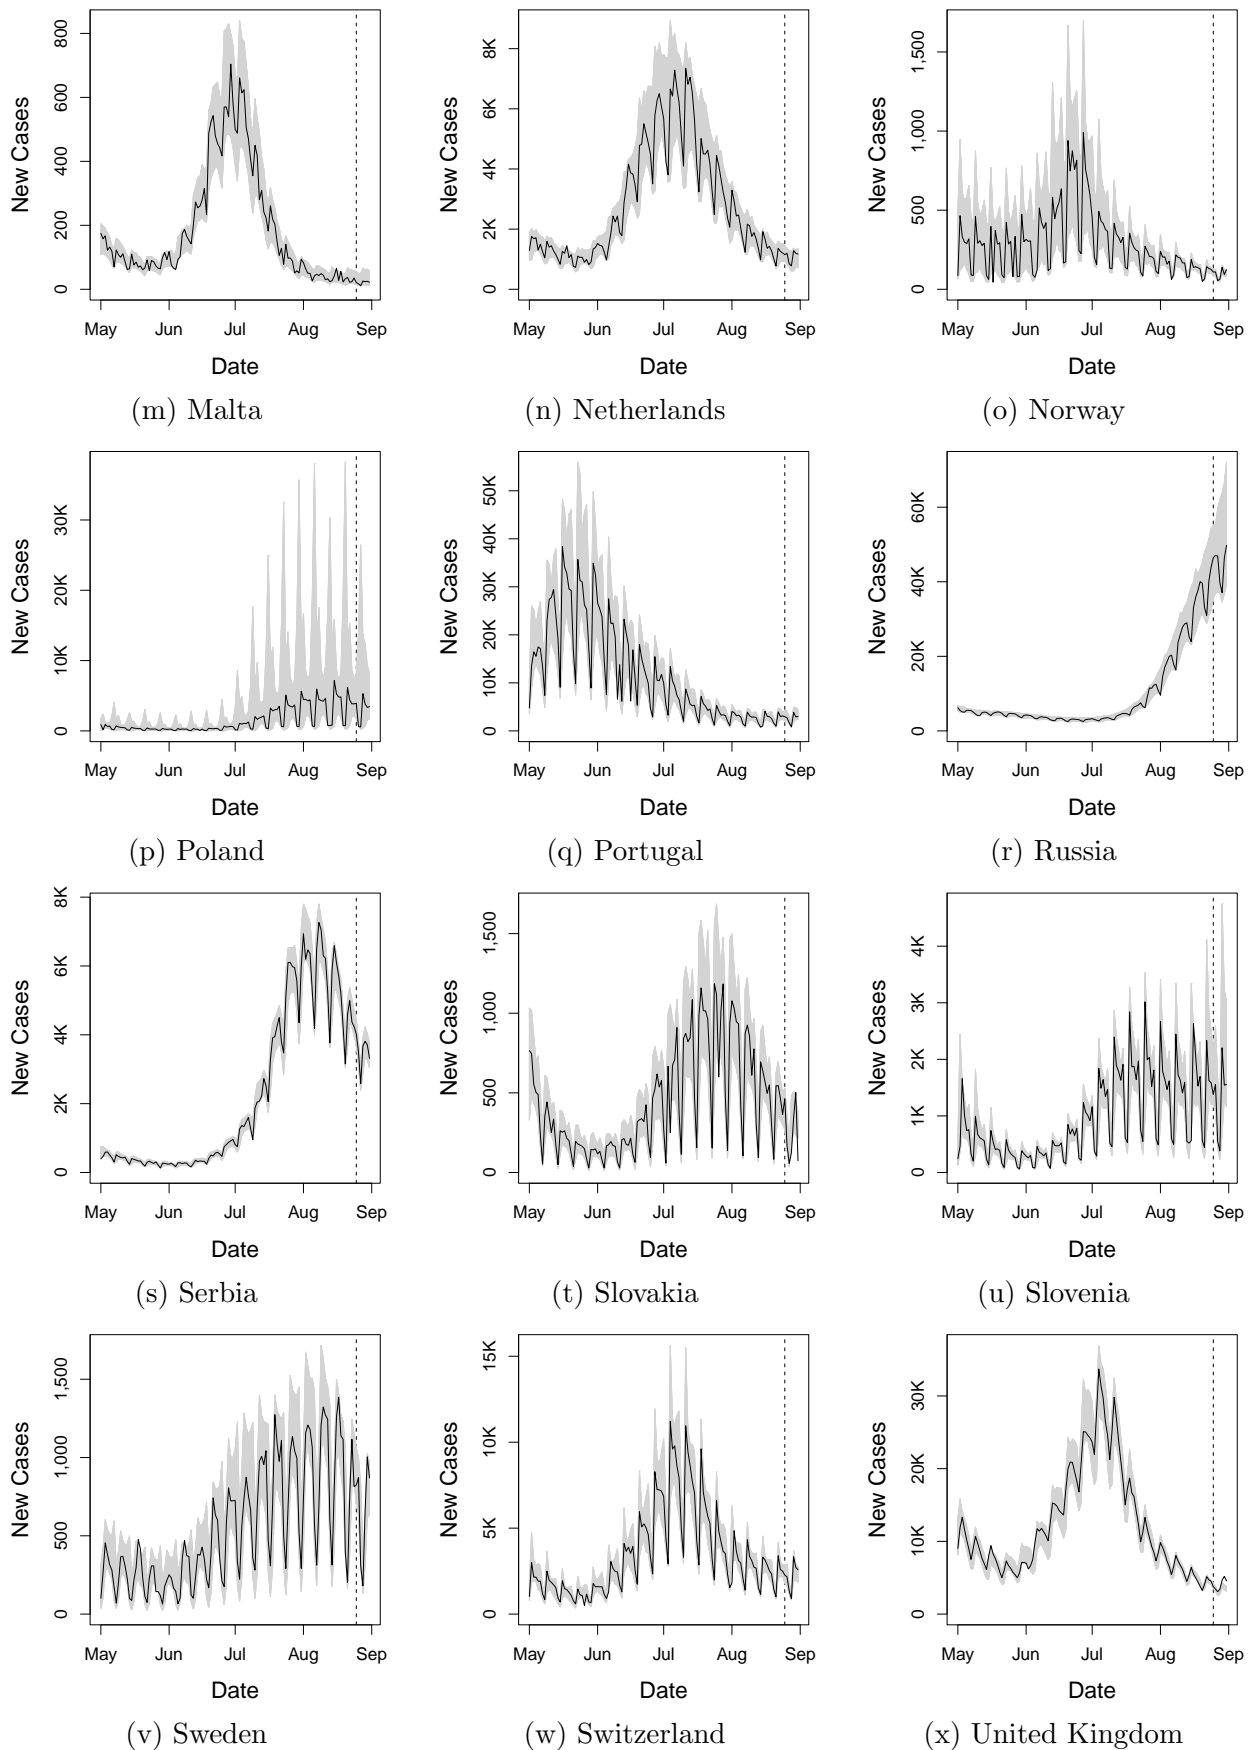 New Cases
0 200 400 600 800
May Jun Jul Aug Sep
Date
(m) Malta
New Cases
0 2K 4K 6K 8K
May Jun Jul Aug Sep
Date
(n) Netherlands
New Cases
0 500 1,000 1,500
May Jun Jul Aug Sep
Date
(o) Norway
New Cases
0 10K 20K 30K
May Jun Jul Aug Sep
Date
(p) Poland
New Cases
0 10K 20K 30K 40K 50K
May Jun Jul Aug Sep
Date
(q) Portugal
New Cases
0 20K 40K 60K
May Jun Jul Aug Sep
Date
(r) Russia
New Cases
0 2K 4K 6K 8K
May Jun Jul Aug Sep
Date
(s) Serbia
New Cases
0 500 1,000 1,500
May Jun Jul Aug Sep
Date
(t) Slovakia
New Cases
0 1K 2K 3K 4K
May Jun Jul Aug Sep
Date
(u) Slovenia
New Cases
0 500 1,000 1,500
May Jun Jul Aug Sep
Date
(v) Sweden
New Cases
0 5K 10K 15K
May Jun Jul Aug Sep
Date
(w) Switzerland
New Cases
0 10K 20K 30K
May Jun Jul Aug Sep
Date
(x) United Kingdom